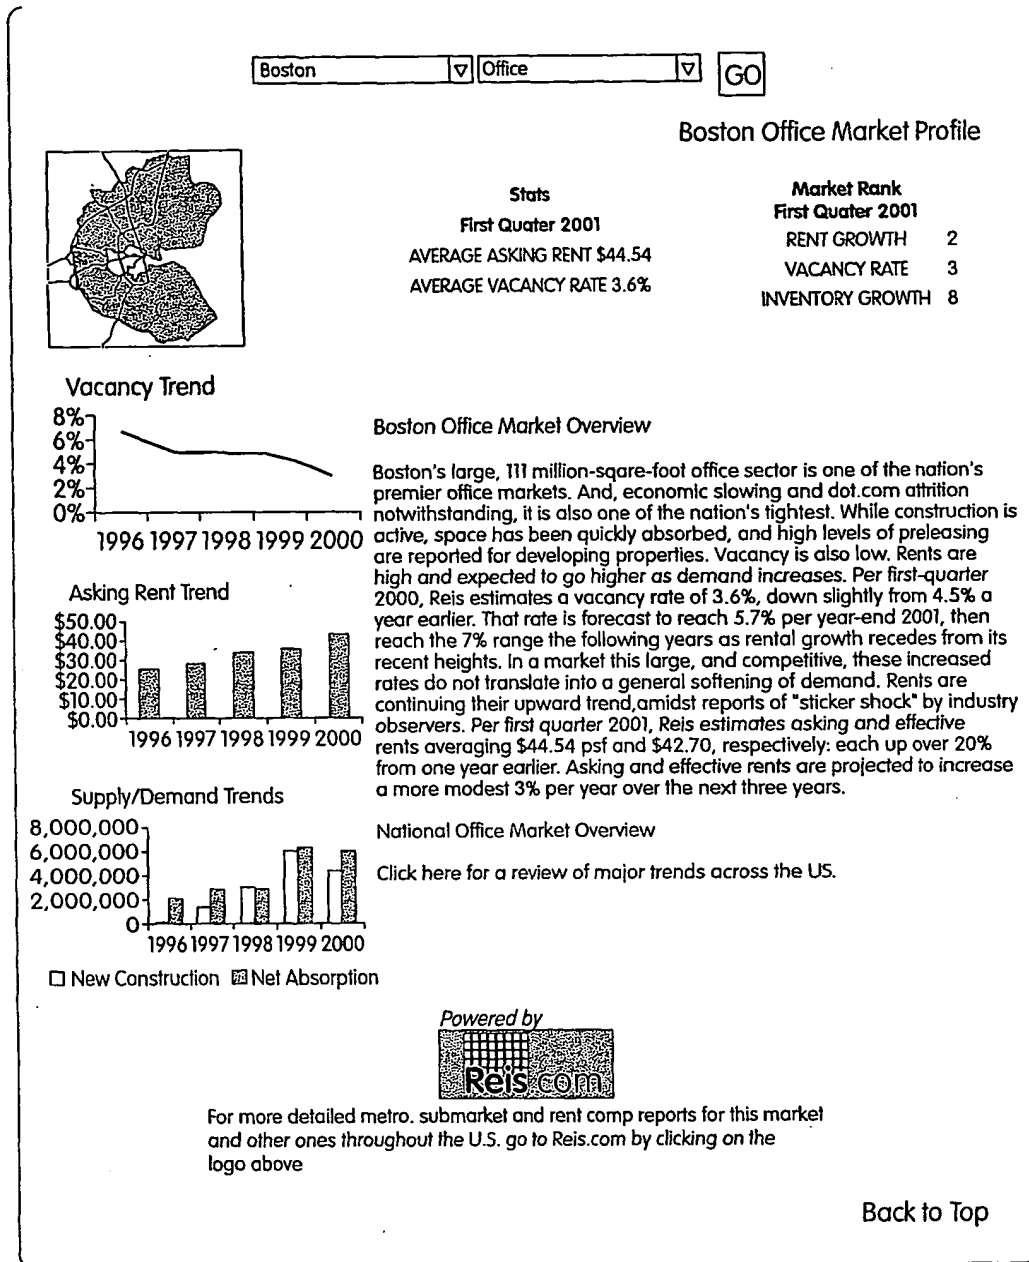 Boston
Office
GO
Boston Office Market Profile
Stats
First Quater 2001
AVERAGE ASKING RENT $44.54
AVERAGE VACANCY RATE 3.6%
Market Rank
First Quater 2001
RENT GROWTH 2
VACANCY RATE 3
INVENTORY GROWTH 8
Vacancy Trend
8%
6%
4%
2%
0%
1996 1997 1998 1999 2000
Asking Rent Trend
$50.00
$40.00
$30.00
$20.00
$10.00
$0.00
1996 1997 1998 1999 2000
Supply/Demand Trends
8,000,000
6,000,000
4,000,000
2,000,000
0
1996 1997 1998 1999 2000
New Construction Net Absorption
Boston Office Market Overview
Boston's large, 111 million-sqare-foot office sector is one of the nation's
premier office markets. And, economic slowing and dot.com attrition
notwithstanding, it is also one of the nation's tightest. While construction is
active, space has been quickly absorbed, and high levels of preleasing
are reported for developing properties. Vacancy is also low. Rents are
high and expected to go higher as demand increases. Per first-quarter
2000, Reis estimates a vacancy rate of 3.6%, down slightly from 4.5% a
year earlier. That rate is forecast to reach 5.7% per year-end 2001, then
reach the 7% range the following years as rental growth recedes from its
recent heights. In a market this large, and competitive, these increased
rates do not translate into a general softening of demand. Rents are
continuing their upward trend,amidst reports of "sticker shock" by industry
observers. Per first quarter 2001, Reis estimates asking and effective
rents averaging $44.54 psf and $42.70, respectively: each up over 20%
from one year earlier. Asking and effective rents are projected to increase
a more modest 3% per year over the next three years.
National Office Market Overview
Click here for a review of major trends across the US.
Powered by
Reis.com
For more detailed metro. submarket and rent comp reports for this market
and other ones throughout the U.S. go to Reis.com by clicking on the
logo above
Back to Top